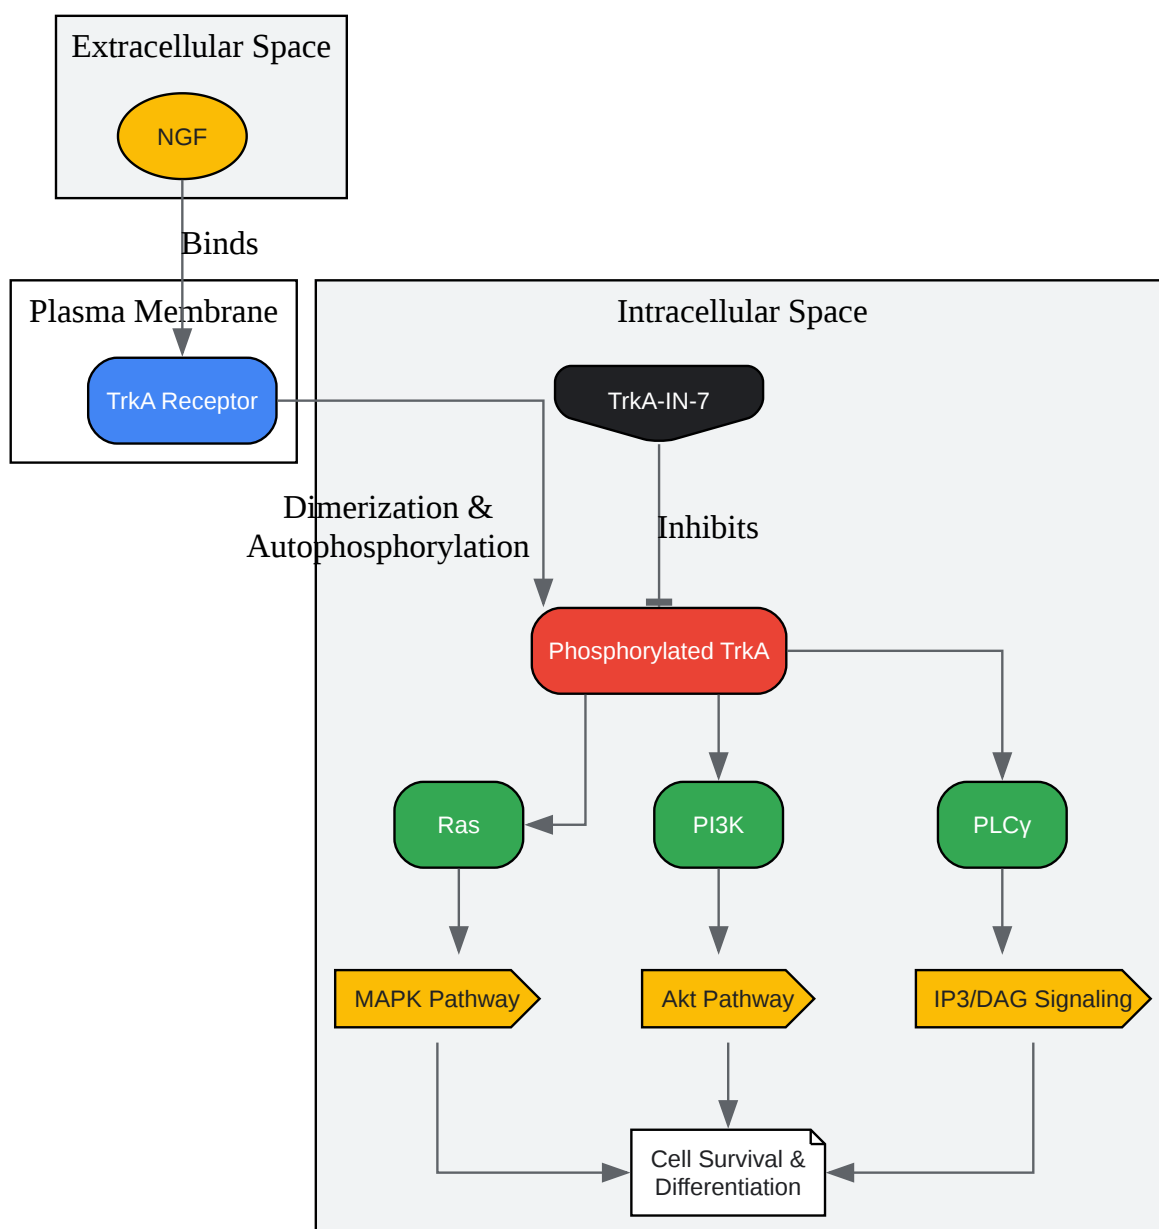 Extracellular Space
NGF
Binds
Plasma Membrane
Intracellular Space
TrkA Receptor
TrkA-IN-7
Dimerization &
Autophosphorylation
Inhibits
Phosphorylated TrkA
Ras
PI3K
PLCγ
MAPK Pathway
Akt Pathway
IP3/DAG Signaling
Cell Survival &
Differentiation